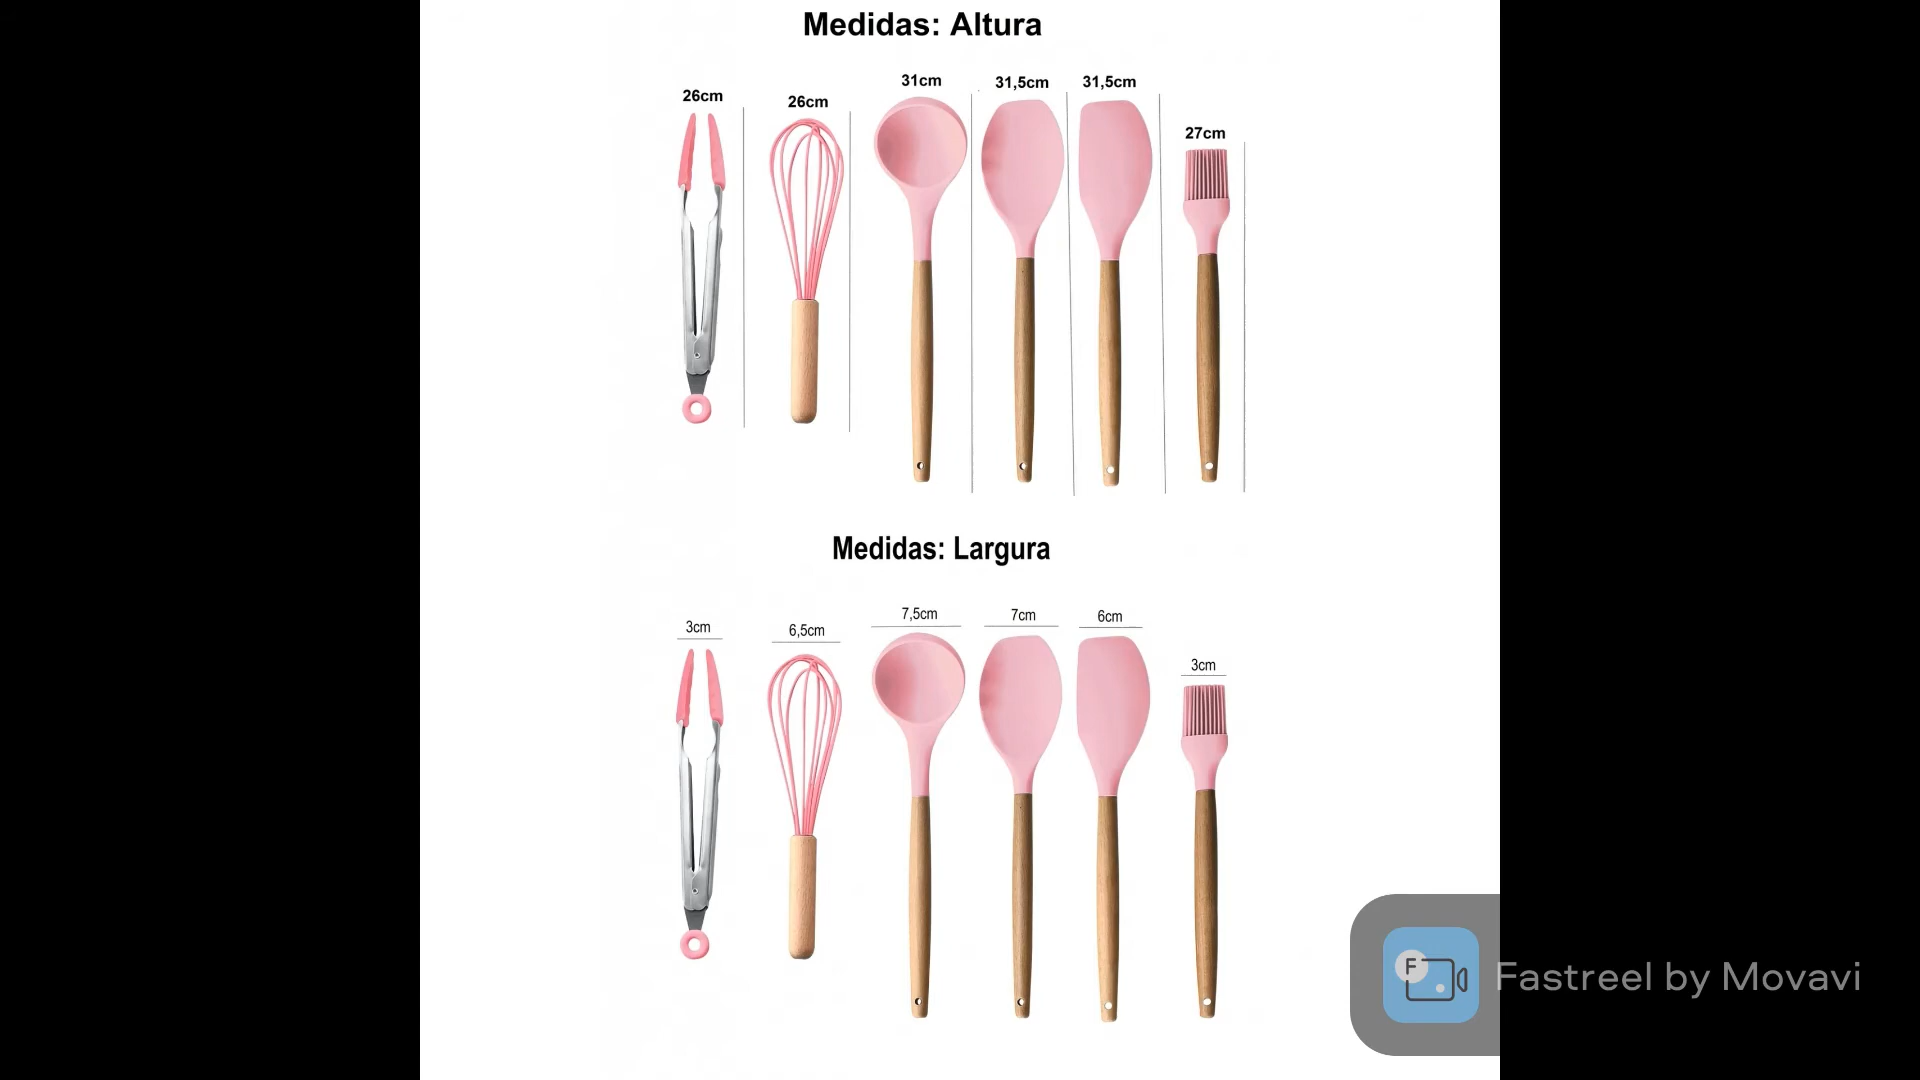 Medidas: Altura
26cm
26cm
31cm
31,5cm
31,5cm
27cm
Medidas: Largura
3cm
6,5cm
7,5cm
7cm
6cm
3cm
F
Fastreel by Movavi